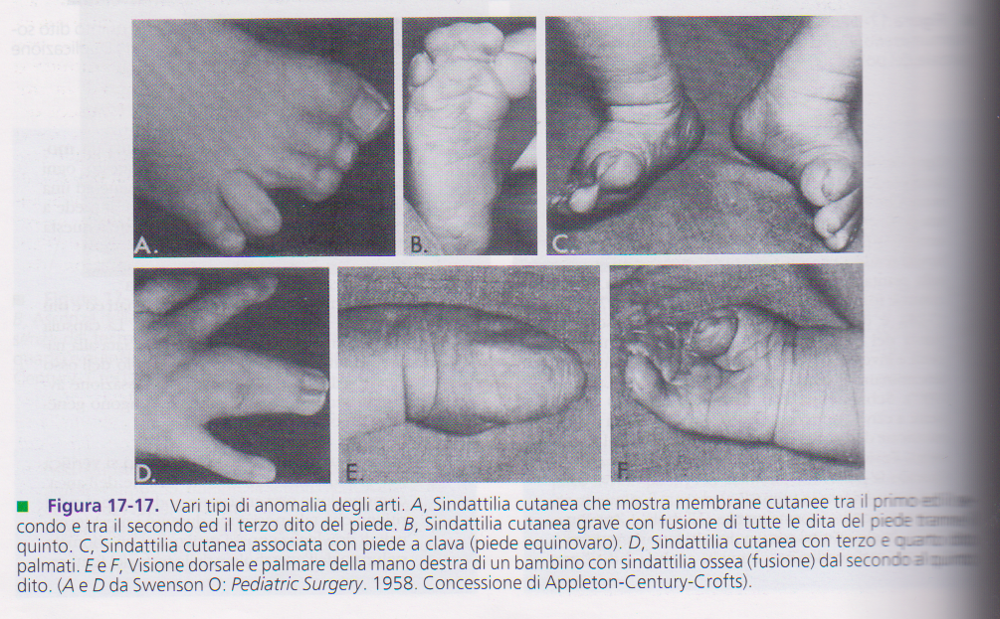 A.
B.
C.
D.
E.
F.
Figura 17-17. Vari tipi di anomalia degli arti. A, Sindattilia cutanea che mostra membrane cutanee tra il primo
condo e tra il secondo ed il terzo dito del piede. B, Sindattilia cutanea grave con fusione di tutte le dita del piede
quinto. C, Sindattilia cutanea associata con piede a clava (piede equinovaro). D, Sindattilia cutanea con terzo e quarto
palmati. E e F, Visione dorsale e palmare della mano destra di un bambino con sindattilia ossea (fusione) dal secondo al quinto
dito. (A e D da Swenson O: Pediatric Surgery. 1958. Concessione di Appleton-Century-Crofts).